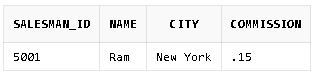 SALESMAN_ID NAME CITY COMMISSION
5001 Ram New York .15